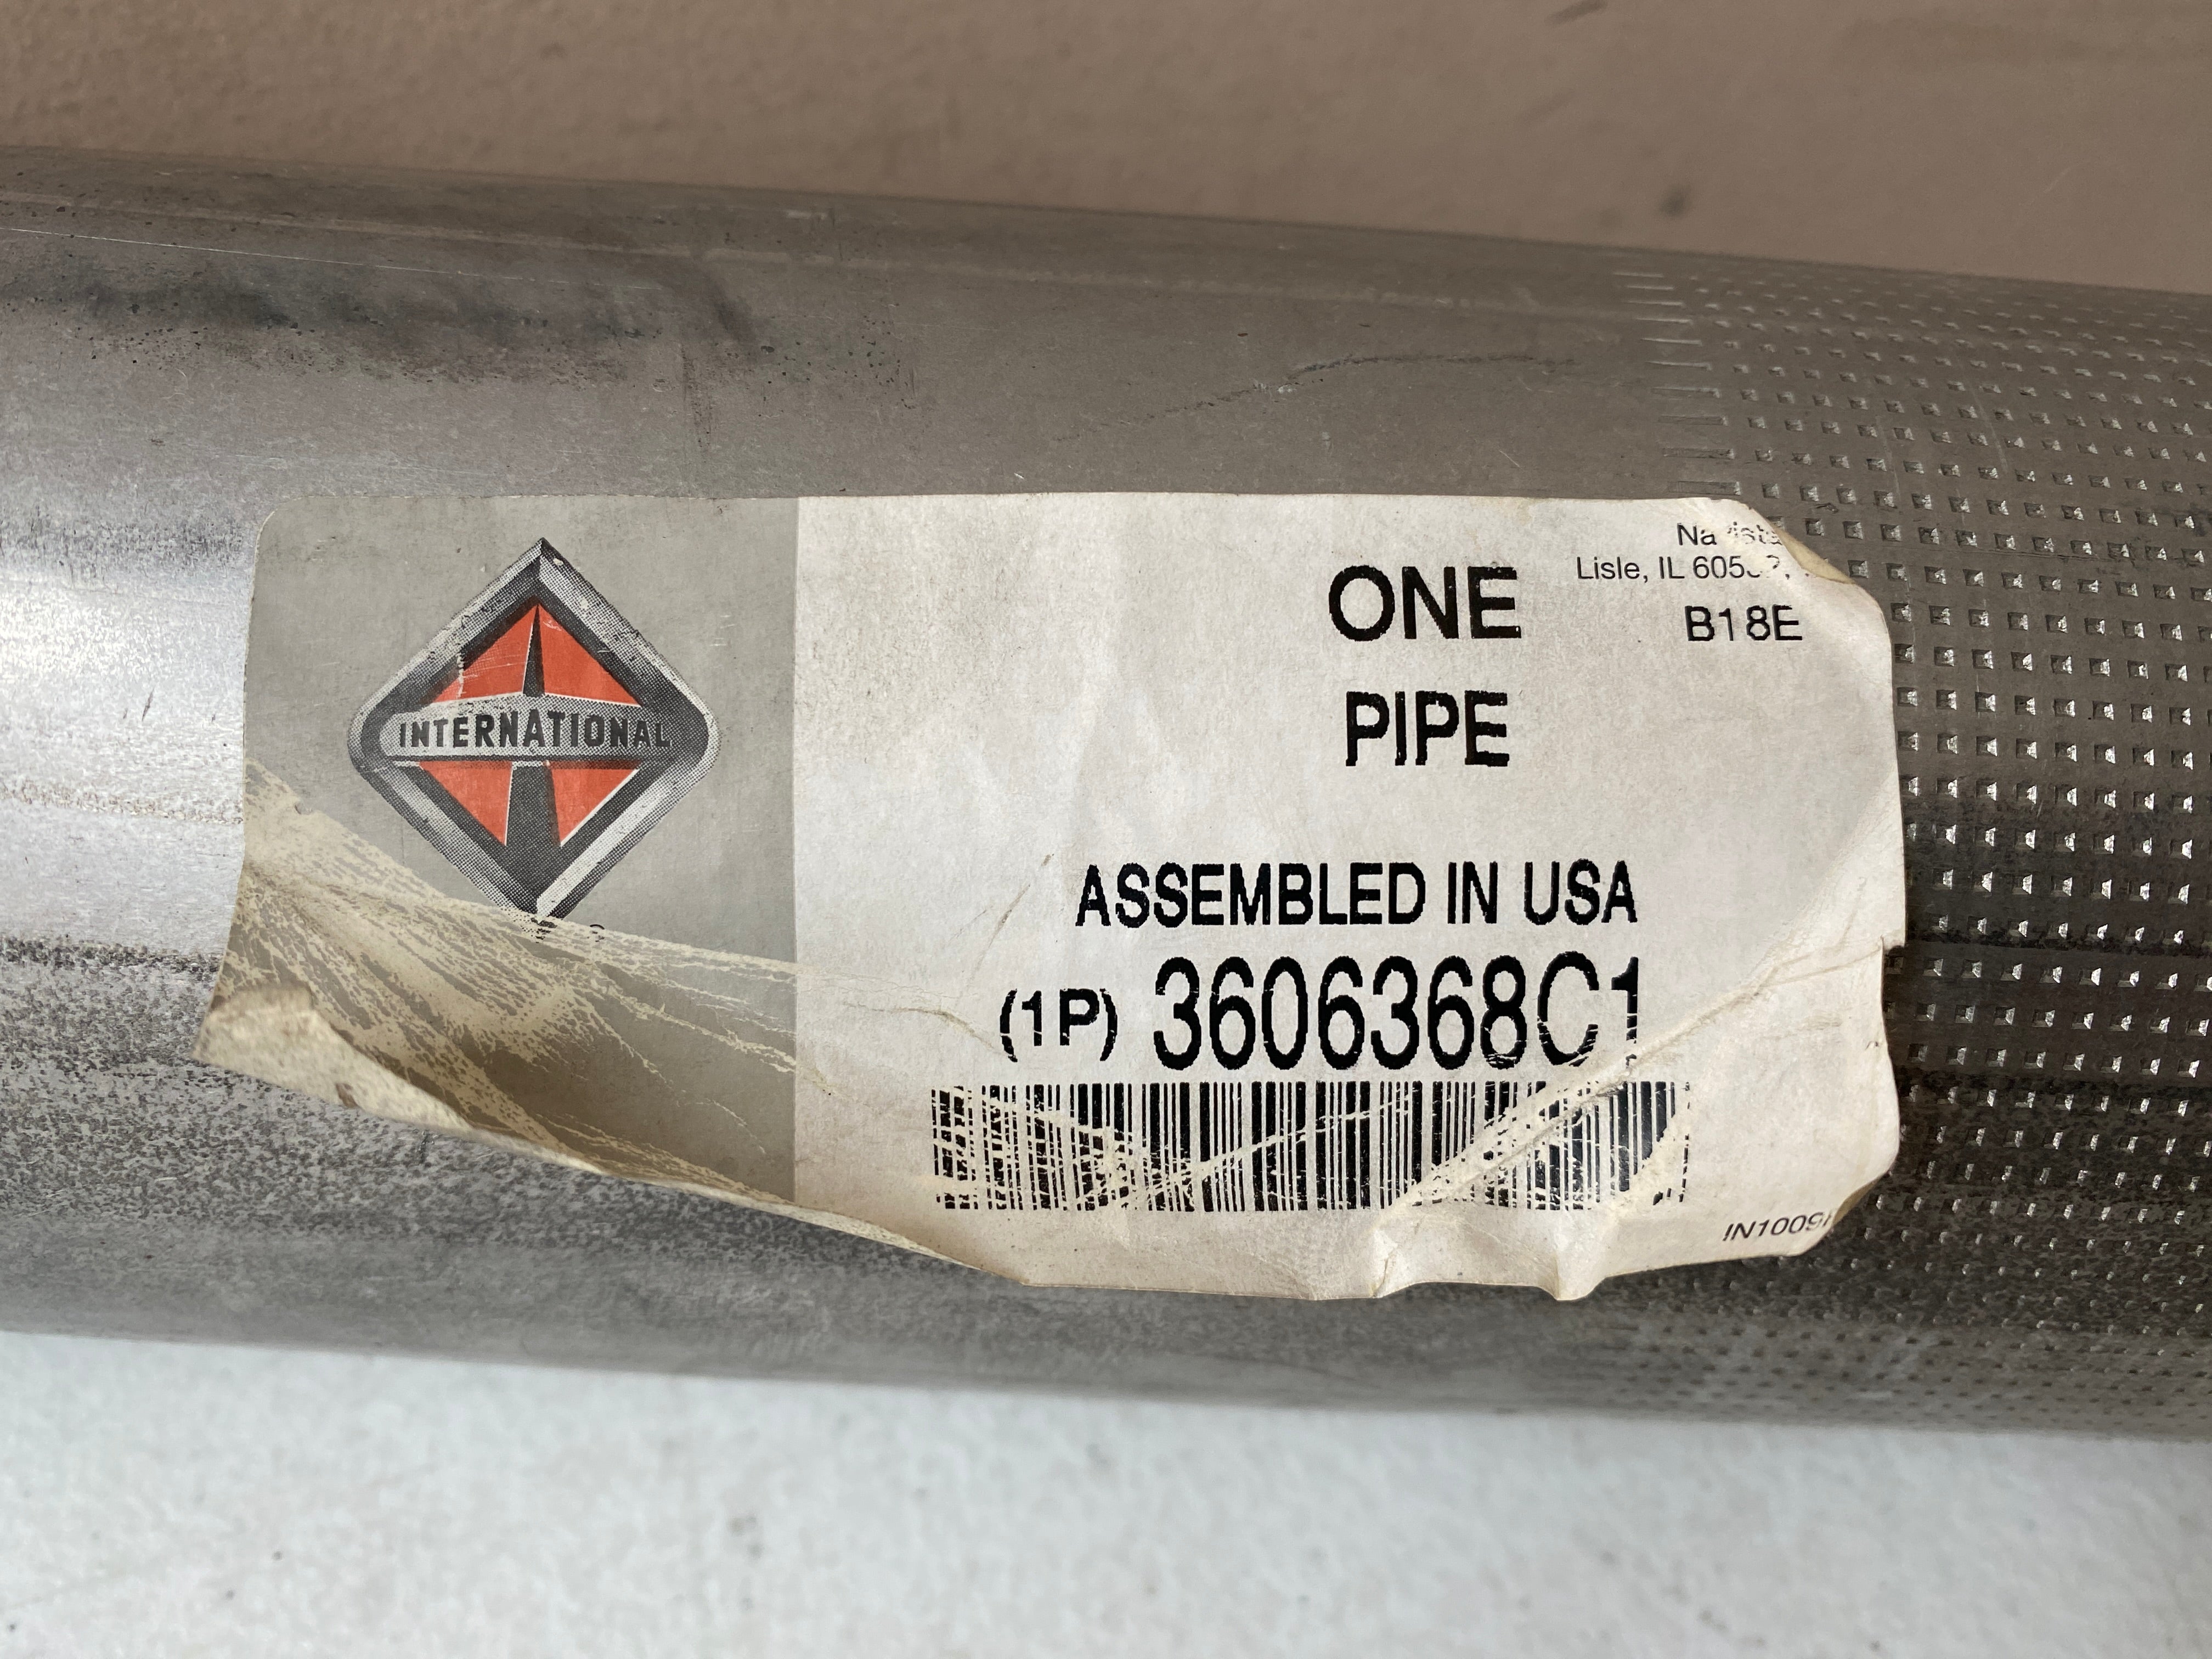 INTERNATIONAL
Lisle, IL
B18E
ONE
PIPE
ASSEMBLED IN USA
(1P) 3606368C1